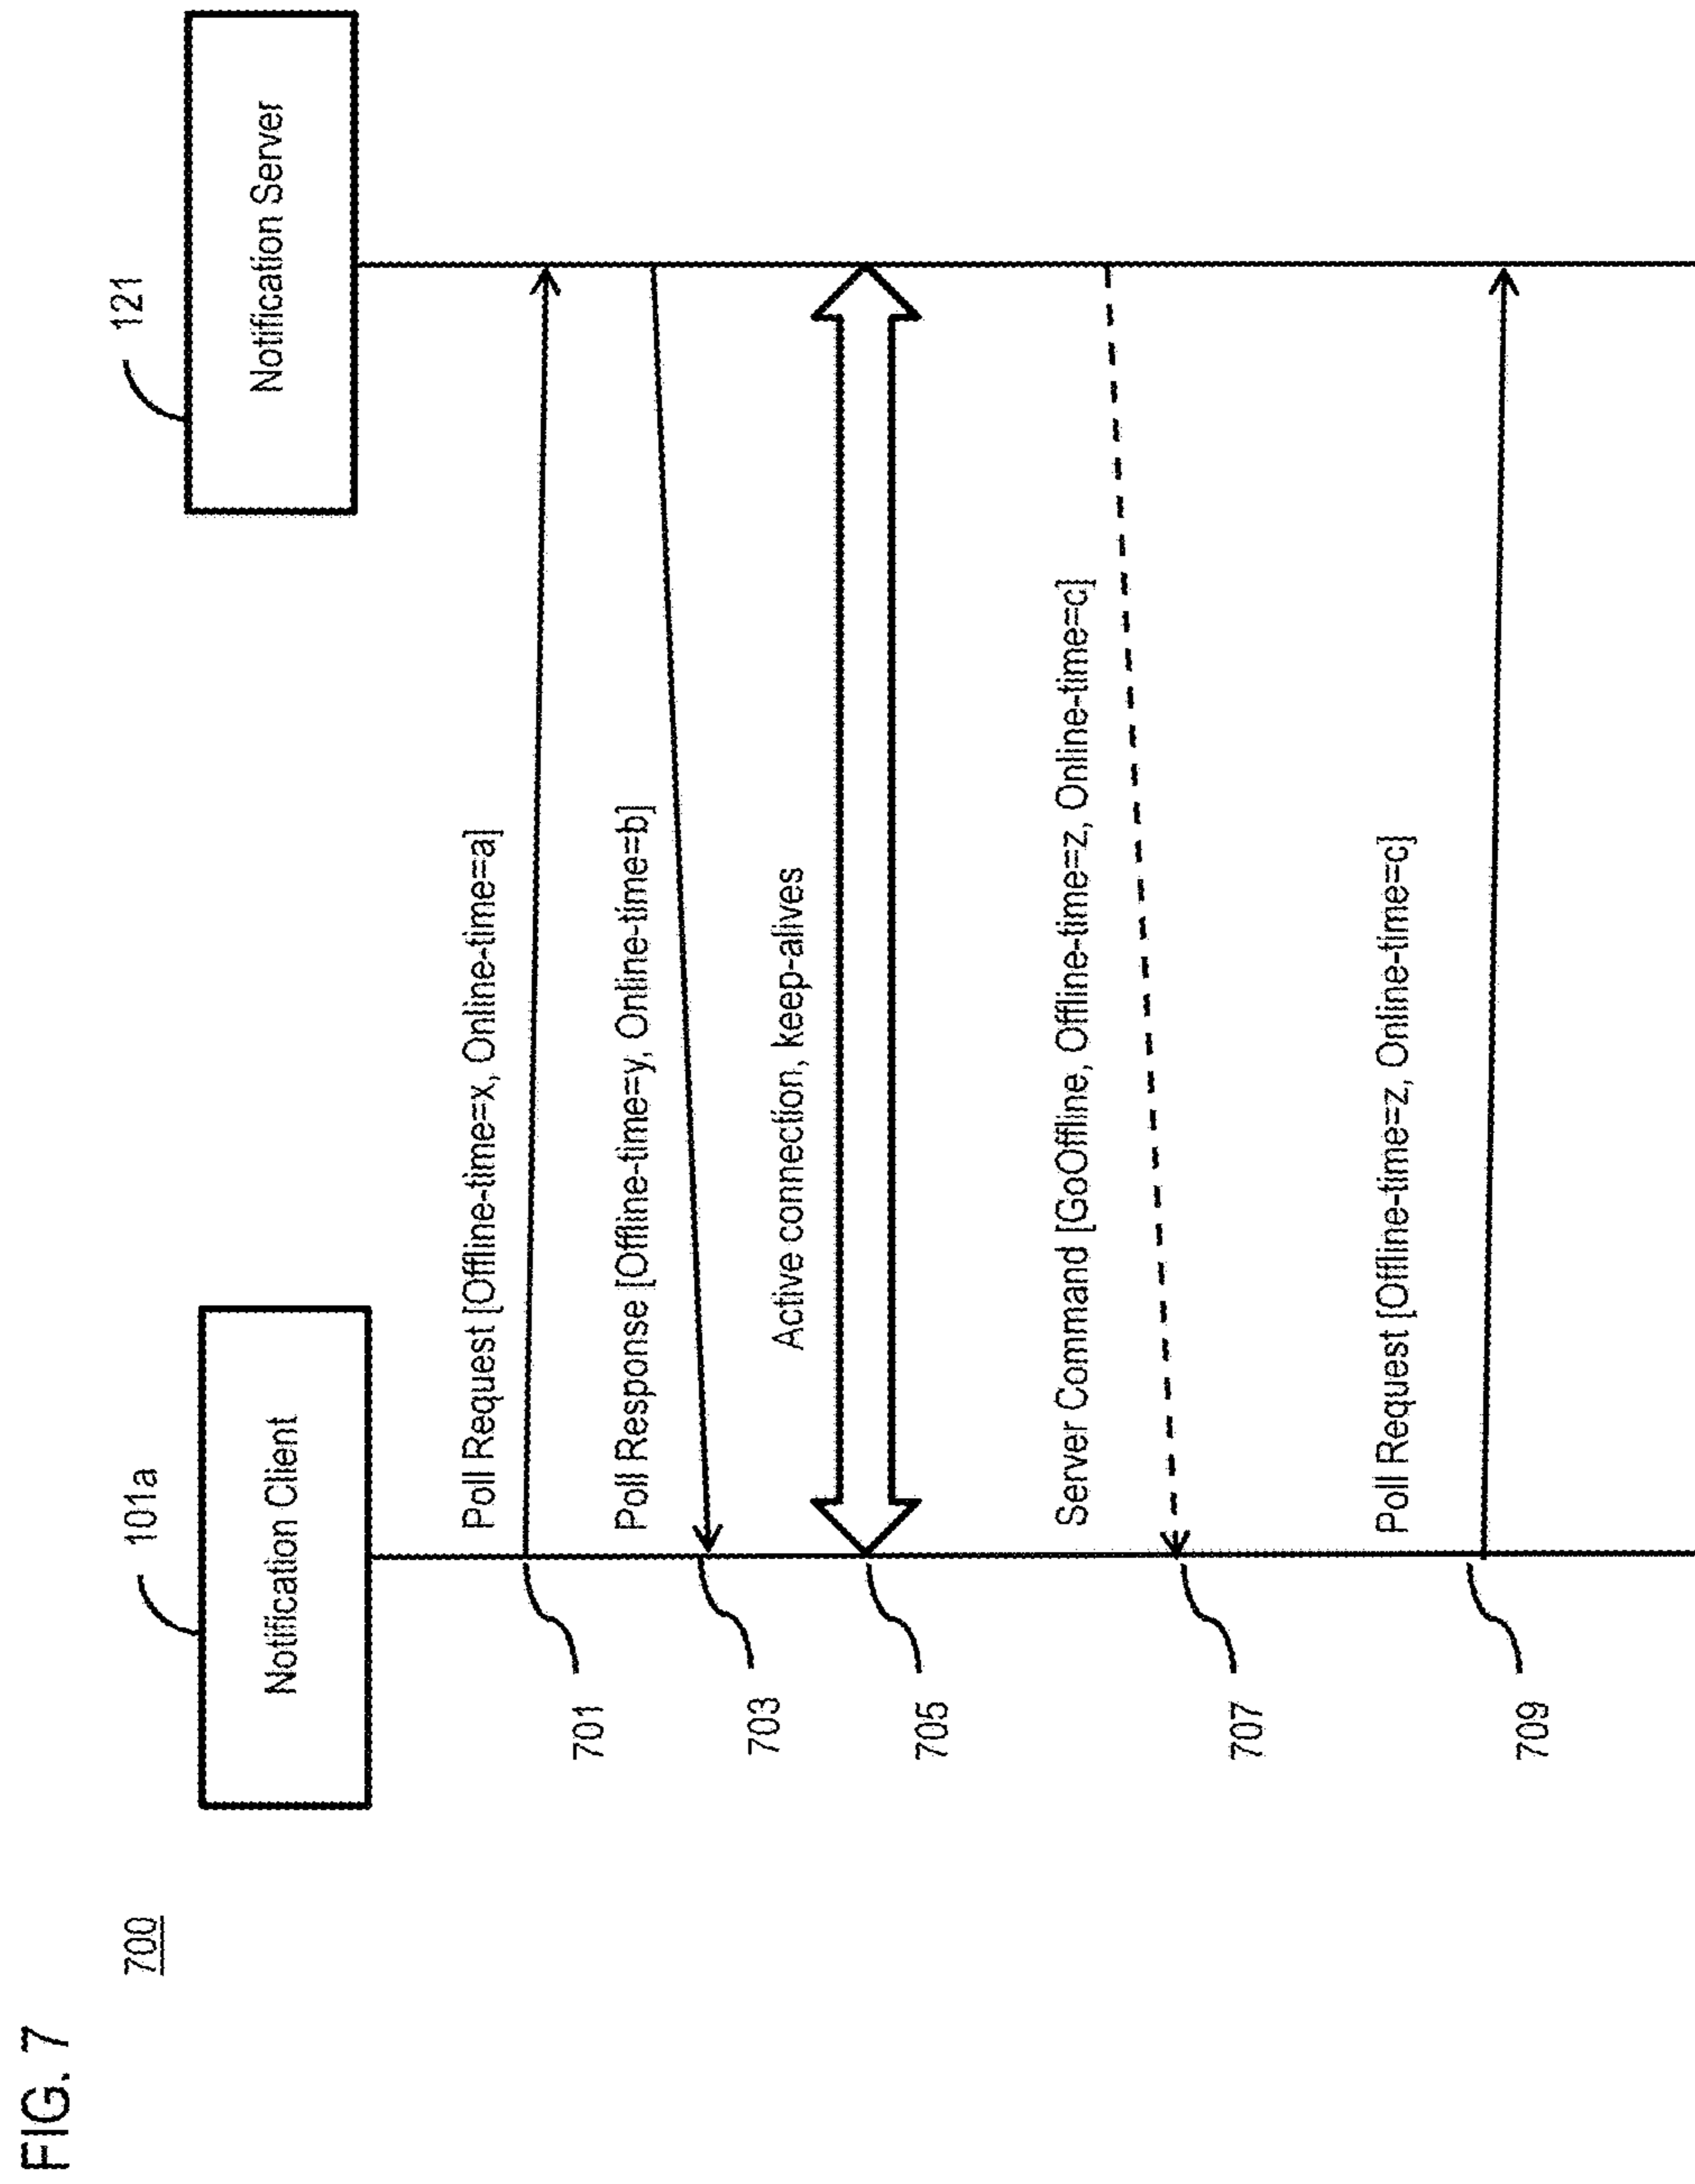 FIG. 7
700
101a
121
Notification Client
Notification Server
Poll Request [Offline-time=x, Online-time=a]
701
Poll Response [Offline-time=y, Online-time=b]
703
Active connection, keep-alives
705
Server Command [GoOffline, Offline-time=z, Online-time=c]
707
Poll Request [Offline-time=z, Online-time=c]
709